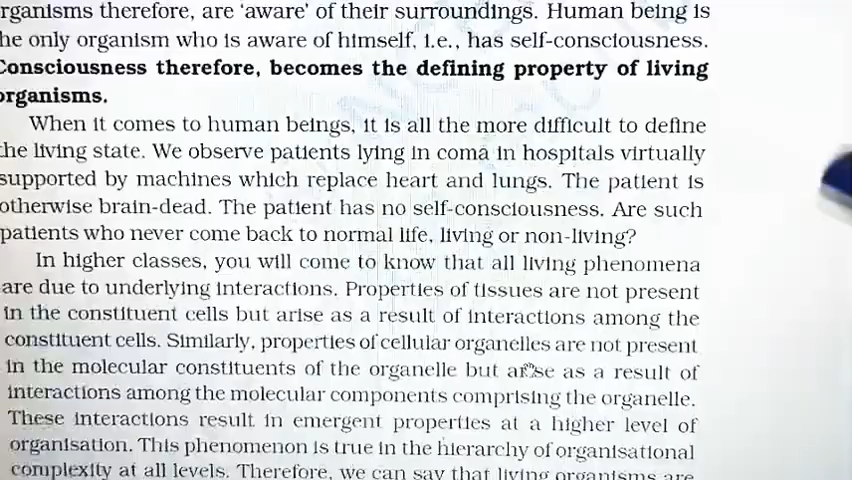 rganisms therefore, are 'aware' of their surroundings. Human being is
he only organism who is aware of himself, i.e., has self-consciousness.
Consciousness therefore, becomes the defining property of living
organisms.
When it comes to human beings, it is all the more difficult to define
the living state. We observe patients lying in coma in hospitals virtually
supported by machines which replace heart and lungs. The patient is
otherwise brain-dead. The patient has no self-consciousness. Are such
patients who never come back to normal life, living or non-living?
In higher classes, you will come to know that all living phenomena
are due to underlying interactions. Properties of tissues are not present
in the constituent cells but arise as a result of interactions among the
constituent cells. Similarly, properties of cellular organelles are not present
in the molecular constituents of the organelle but arise as a result of
interactions among the molecular components comprising the organelle.
These interactions result in emergent properties at a higher level of
organisation. This phenomenon is true in the hierarchy of organisational
complexity at all levels. Therefore, we can say that living organisms are